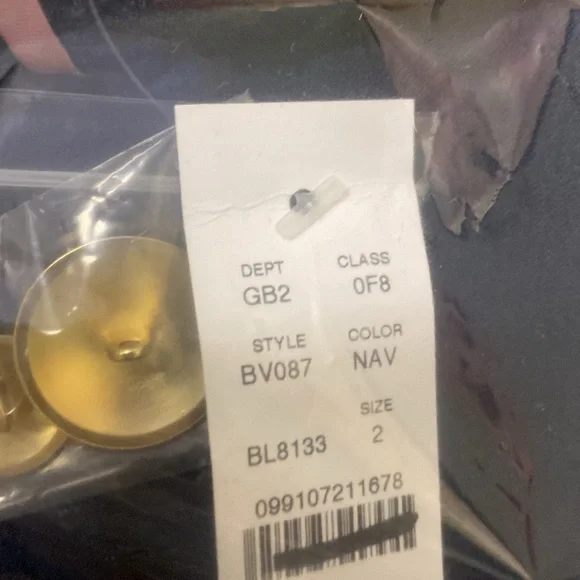 DEPT CLASS
GB2 0F8
STYLE COLOR
BV087 NAV
SIZE
BL8133 2
099107211678